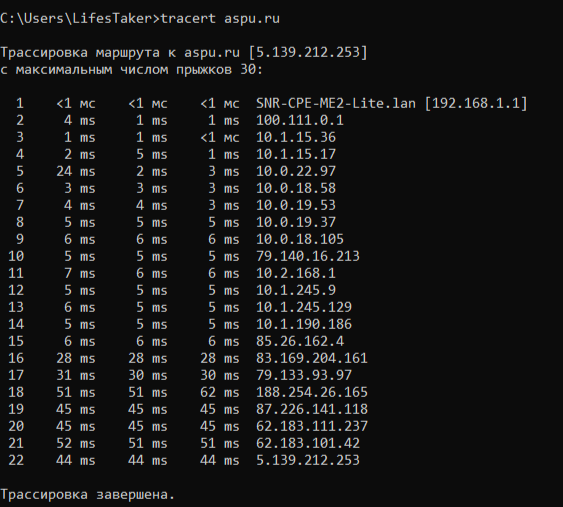 C:\Users\LifesTaker>tracert aspu.ru
Трассировка маршрута к aspu.ru [5.139.212.253]
с максимальным числом прыжков 30:
1 <1 мс <1 мс <1 мс SNR-CPE-ME2-Lite.lan [192.168.1.1]
2 4 ms 1 ms 1 ms 100.111.0.1
3 1 ms 1 ms <1 мс 10.1.15.36
4 2 ms 5 ms 1 ms 10.1.15.17
5 24 ms 2 ms 3 ms 10.0.22.97
6 3 ms 3 ms 3 ms 10.0.18.58
7 4 ms 4 ms 3 ms 10.0.19.53
8 5 ms 5 ms 5 ms 10.0.19.37
9 6 ms 6 ms 6 ms 10.0.18.105
10 5 ms 5 ms 5 ms 79.140.16.213
11 7 ms 6 ms 6 ms 10.2.168.1
12 5 ms 5 ms 5 ms 10.1.245.9
13 6 ms 5 ms 5 ms 10.1.245.129
14 5 ms 5 ms 5 ms 10.1.190.186
15 6 ms 6 ms 6 ms 85.26.162.4
16 28 ms 28 ms 28 ms 83.169.204.161
17 31 ms 30 ms 30 ms 79.133.93.97
18 51 ms 51 ms 62 ms 188.254.26.165
19 45 ms 45 ms 45 ms 87.226.141.118
20 45 ms 45 ms 45 ms 62.183.111.237
21 52 ms 51 ms 51 ms 62.183.101.42
22 44 ms 44 ms 44 ms 5.139.212.253
Трассировка завершена.